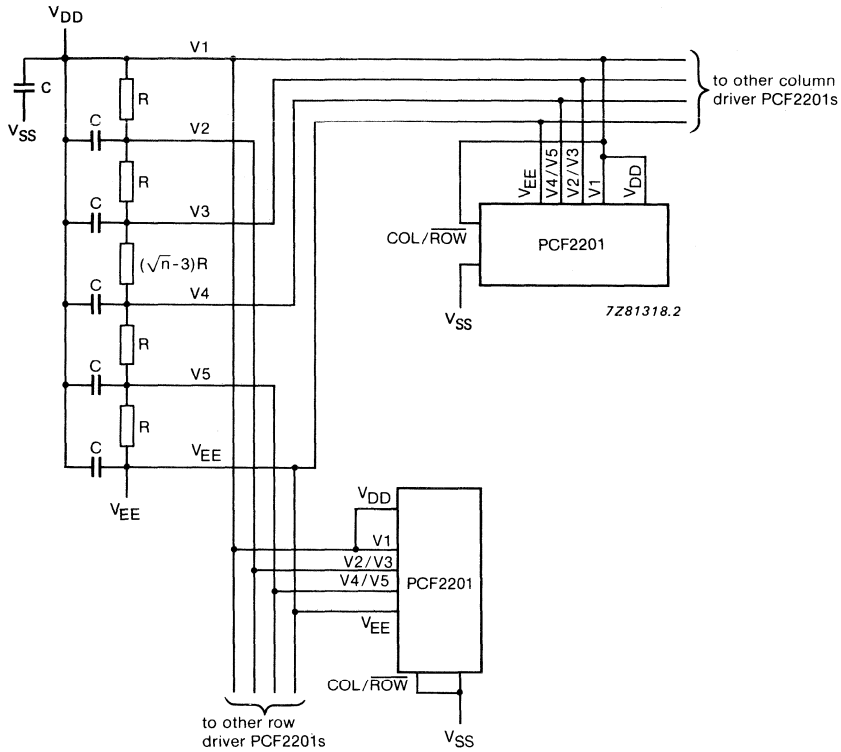 VDD
V1
C
R
VSS
to other column
driver PCF2201s
C
V2
R
VEE
V4/V5
V2/V3
V1
VDD
C
V3
COL/R̅O̅W̅
PCF2201
(√n-3)R
C
V4
VSS
7Z81318.2
R
C
V5
R
C
VEE
VEE
VDD
V1
V2/V3
V4/V5
PCF2201
VEE
COL/R̅O̅W̅
to other row
driver PCF2201s
VSS